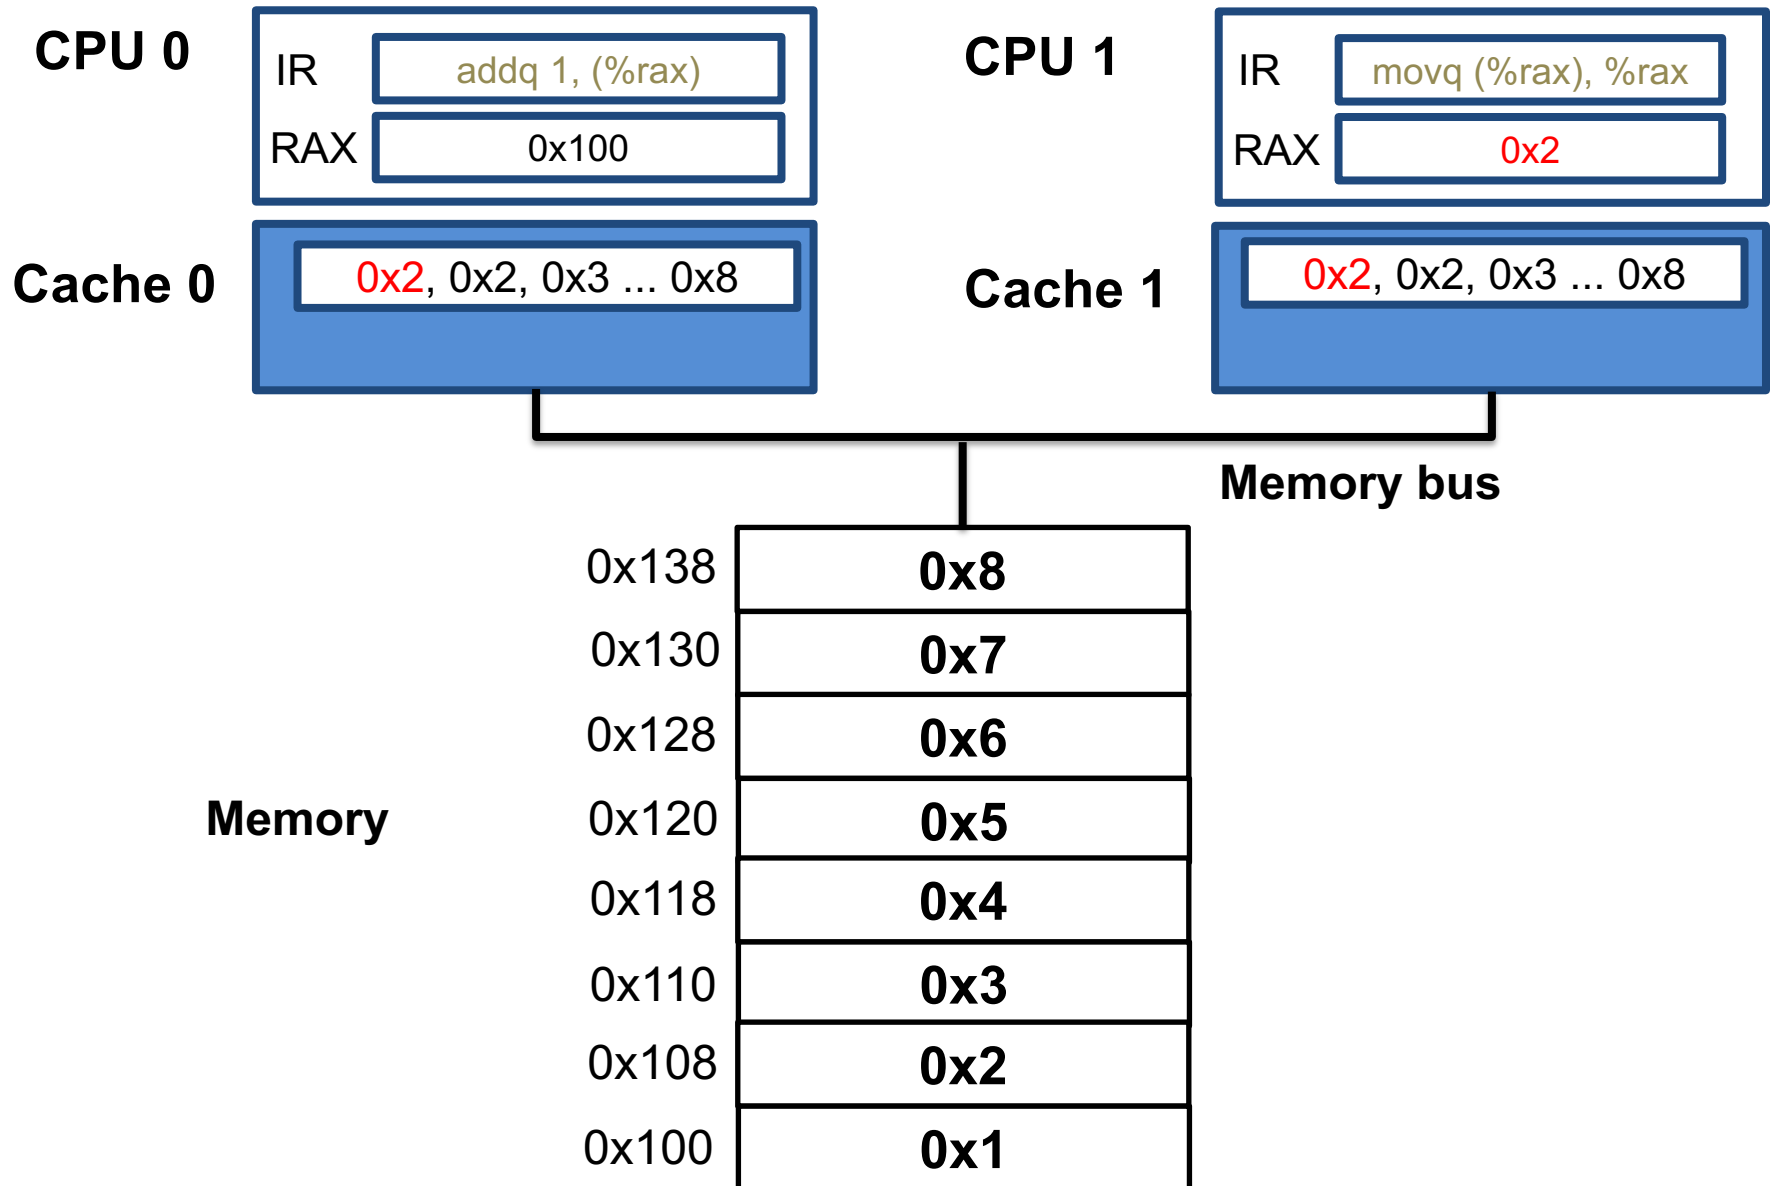 CPU 0
IR addq 1, (%rax)
RAX 0x100
CPU 1
IR movq (%rax), %rax
RAX 0x2
Cache 0
0x2, 0x2, 0x3 ... 0x8
Cache 1
0x2, 0x2, 0x3 ... 0x8
Memory bus
Memory
0x138 0x8
0x130 0x7
0x128 0x6
0x120 0x5
0x118 0x4
0x110 0x3
0x108 0x2
0x100 0x1